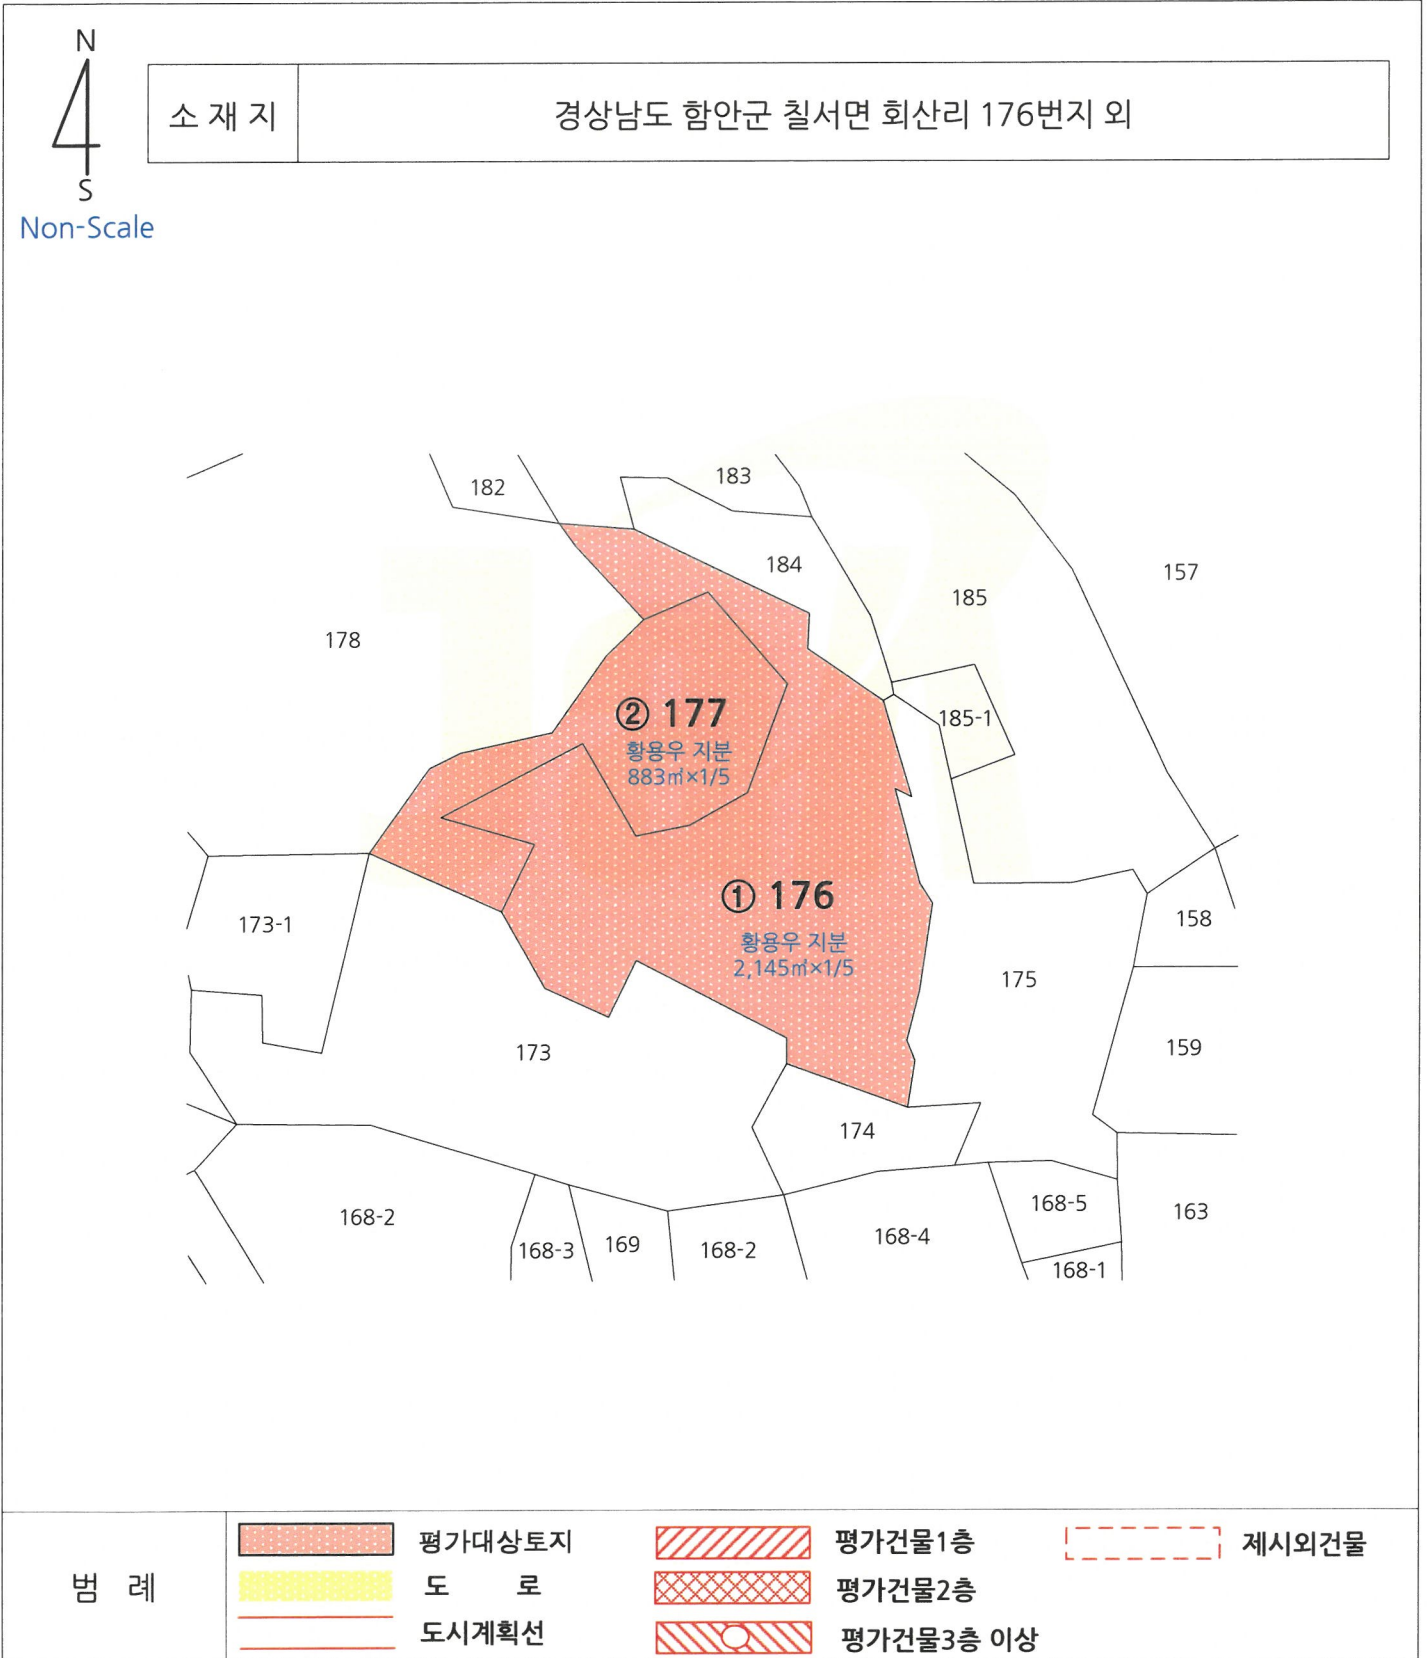 N
S
Non-Scale
소 재 지
경상남도 함안군 칠서면 회산리 176번지 외
182
183
184
157
185
178
185-1
② 177
황용우 지분
883㎡×1/5
① 176
황용우 지분
2,145㎡×1/5
173-1
158
175
173
159
174
168-2
168-3
169
168-2
168-4
168-5
163
168-1
범 례
평가대상토지
도 로
도시계획선
평가건물1층
평가건물2층
평가건물3층 이상
제시외건물